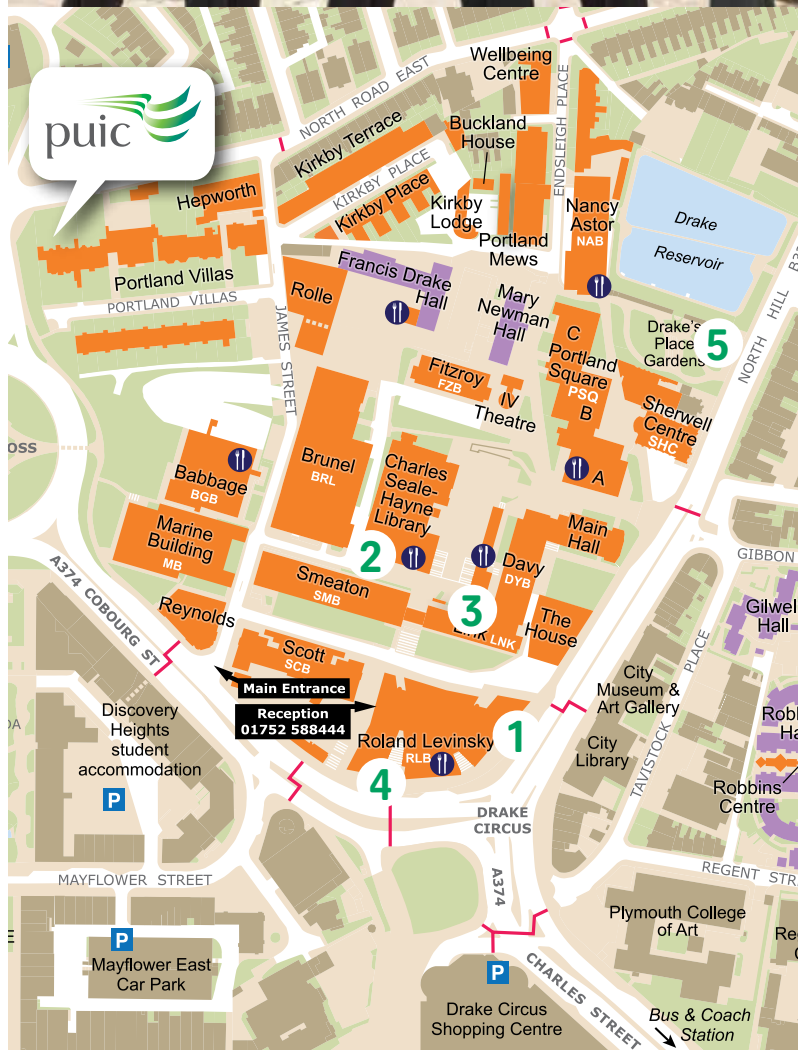 Wellbeing
Centre
NORTH ROAD EAST
ENDSLEIGH PLACE
puic
Buckland
House
Kirkby Terrace
KIRKBY PLACE
Hepworth
Kirkby Place
Kirkby
Lodge
Nancy
Astor
NAB
Drake
Reservoir
Portland
Mews
Portland Villas
PORTLAND VILLAS
Francis Drake
Hall
Rolle
Mary
Newman
Hall
JAMES STREET
Drake's
Place
Gardens
5
NORTH HILL
C
Portland
Square
PSQ
B
A
Fitzroy
FZB
IV
Theatre
Sherwell
Centre
SHC
OSS
Babbage
BGB
Brunel
BRL
Charles
Seale-
Hayne
Library
Marine
Building
MB
2
Main
Hall
Davy
DYB
GIBBON
A374 COBOURG ST
Smeaton
SMB
3
Link LNK
The
House
Reynolds
Gilwel
Hall
TAVISTOCK PLACE
Scott
SCB
Main Entrance
Reception
01752 588444
City
Museum &
Art Gallery
Discovery
Heights
student
accommodation
P
DA
Roland Levinsky
RLB
1
4
City
Library
Robl
Ha
Robbins
Centre
DRAKE
CIRCUS
A374
MAYFLOWER STREET
REGENT STR
Plymouth College
of Art
Re
P
Mayflower East
Car Park
E
P
CHARLES STREET
Drake Circus
Shopping Centre
Bus & Coach
Station